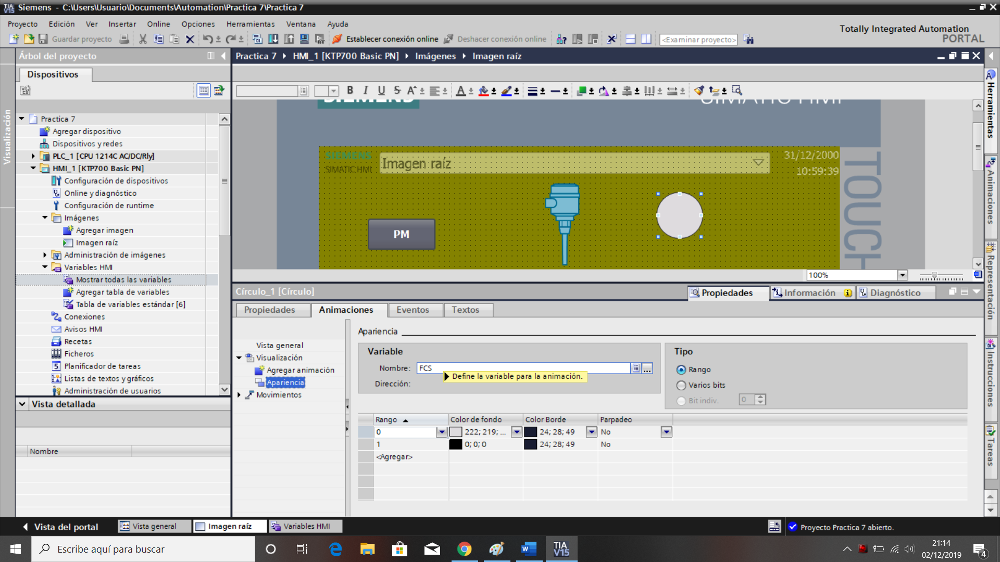 Siemens - C:\Users\Usuario\Documents\Automation\Practica 7\Practica 7
Proyecto Edición Ver Insertar Online Opciones Herramientas Ventana Ayuda
Totally Integrated Automation
PORTAL
Guardar proyecto
Establecer conexión online
Deshacer conexión online
<Examinar proyecto>
Árbol del proyecto
Practica 7 HMI_1 [KTP700 Basic PN] Imágenes Imagen raíz
Dispositivos
Visualización
Practica 7
Agregar dispositivo
Dispositivos y redes
PLC_1 [CPU 1214C AC/DC/Rly]
HMI_1 [KTP700 Basic PN]
Configuración de dispositivos
Online y diagnóstico
Configuración de runtime
Imágenes
Agregar imagen
Imagen raíz
Administración de imágenes
Variables HMI
Mostrar todas las variables
Agregar tabla de variables
Tabla de variables estándar [6]
Conexiones
Avisos HMI
Recetas
Ficheros
Planificador de tareas
Listas de textos y gráficos
Administración de usuarios
Vista detallada
Nombre
B I U S A A
SIEMENS
SIMATIC HMI
SIEMENS
SIMATIC HMI
Imagen raíz
31/12/2000
10:59:39
TOUCH
PM
100%
Herramientas
Animaciones
Representación
Instrucciones
Tareas
Círculo_1 [Círculo]
Propiedades Información Diagnóstico
Propiedades Animaciones Eventos Textos
Vista general
Visualización
Agregar animación
Apariencia
Movimientos
Apariencia
Variable
Nombre: FCS
Define la variable para la animación.
Dirección:
Tipo
Rango
Varios bits
Bit indiv. 0
Rango Color de fondo Color Borde Parpadeo
0 222; 219; ... 24; 28; 49 No
1 0; 0; 0 24; 28; 49 No
<Agregar>
Vista del portal Vista general Imagen raíz Variables HMI
Proyecto Practica 7 abierto.
Escribe aquí para buscar
TIA
V15
21:14
02/12/2019
4